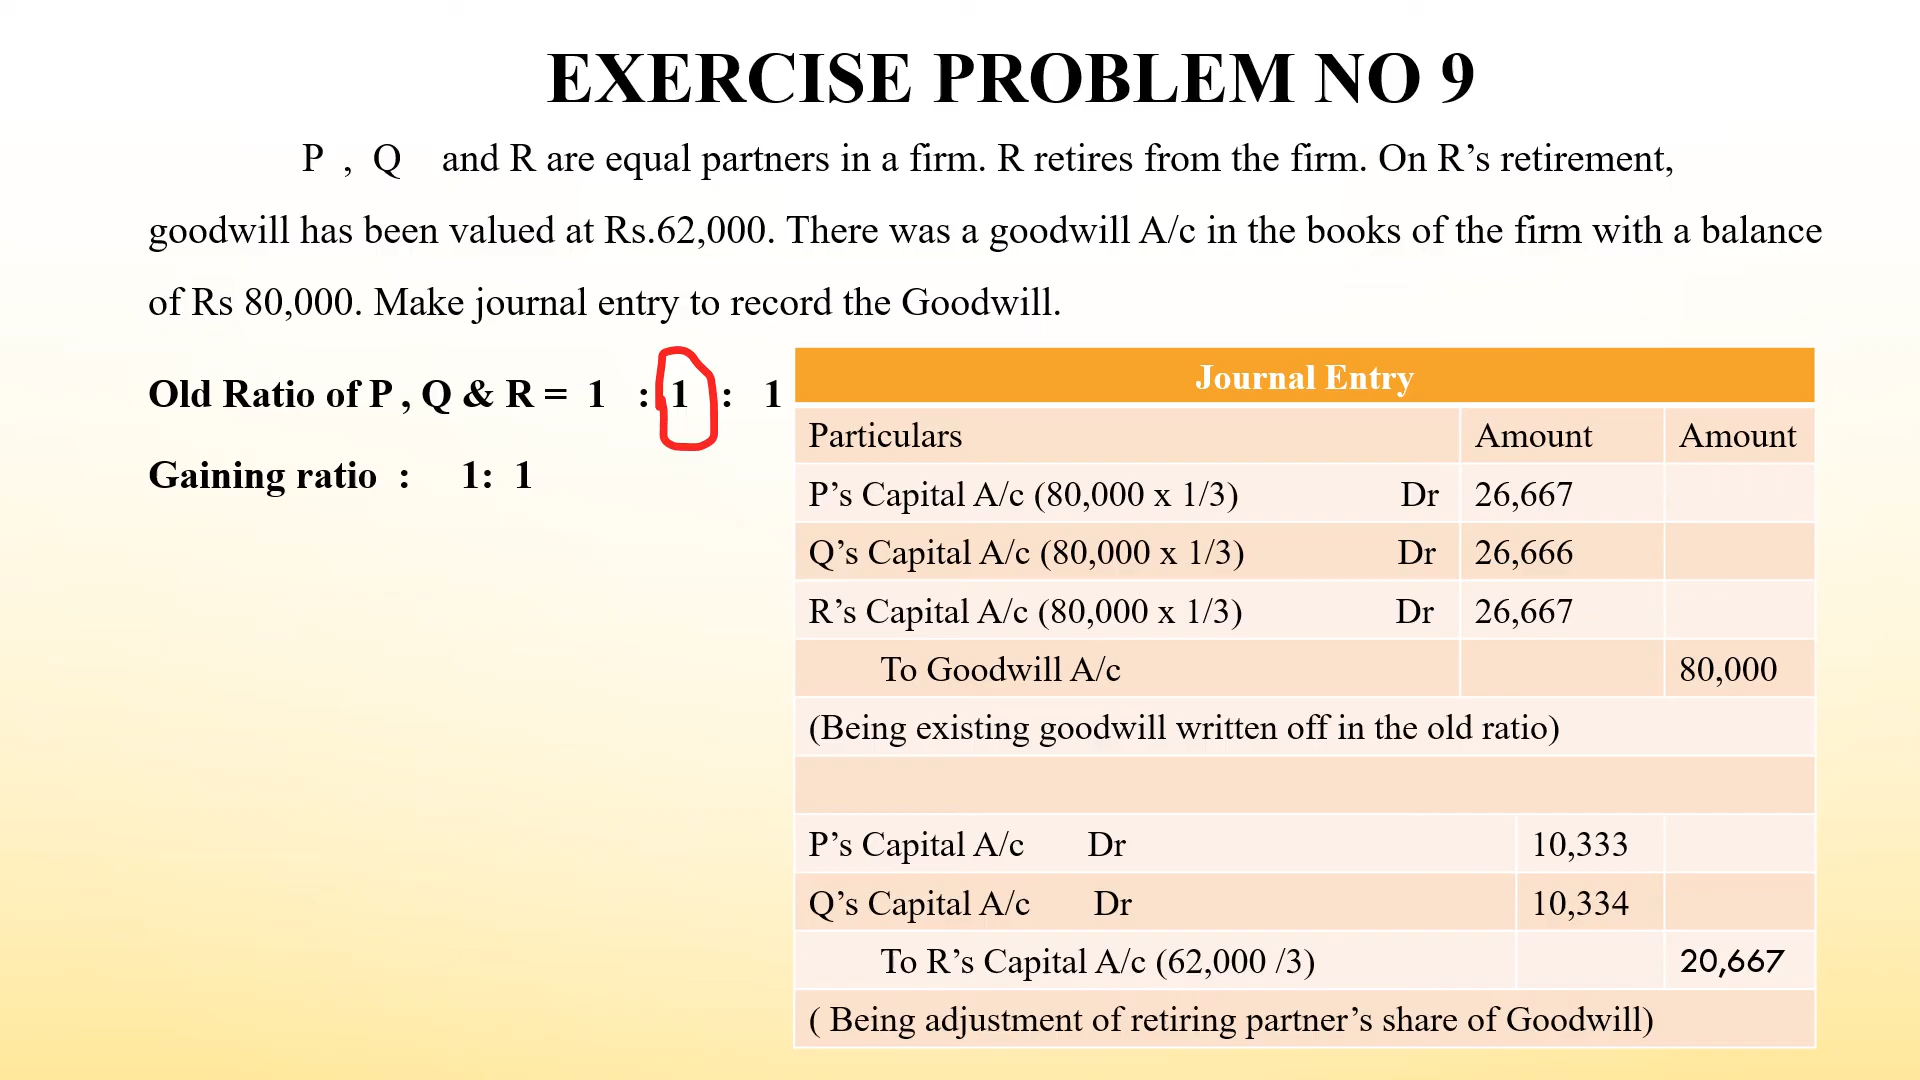 EXERCISE PROBLEM NO 9
P , Q and R are equal partners in a firm. R retires from the firm. On R’s retirement,
goodwill has been valued at Rs.62,000. There was a goodwill A/c in the books of the firm with a balance
of Rs 80,000. Make journal entry to record the Goodwill.
Old Ratio of P , Q & R = 1 : 1 : 1
Gaining ratio : 1: 1
Journal Entry
Particulars Amount Amount
P’s Capital A/c (80,000 x 1/3) Dr 26,667
Q’s Capital A/c (80,000 x 1/3) Dr 26,666
R’s Capital A/c (80,000 x 1/3) Dr 26,667
To Goodwill A/c 80,000
(Being existing goodwill written off in the old ratio)
P’s Capital A/c Dr 10,333
Q’s Capital A/c Dr 10,334
To R’s Capital A/c (62,000 /3) 20,667
( Being adjustment of retiring partner’s share of Goodwill)